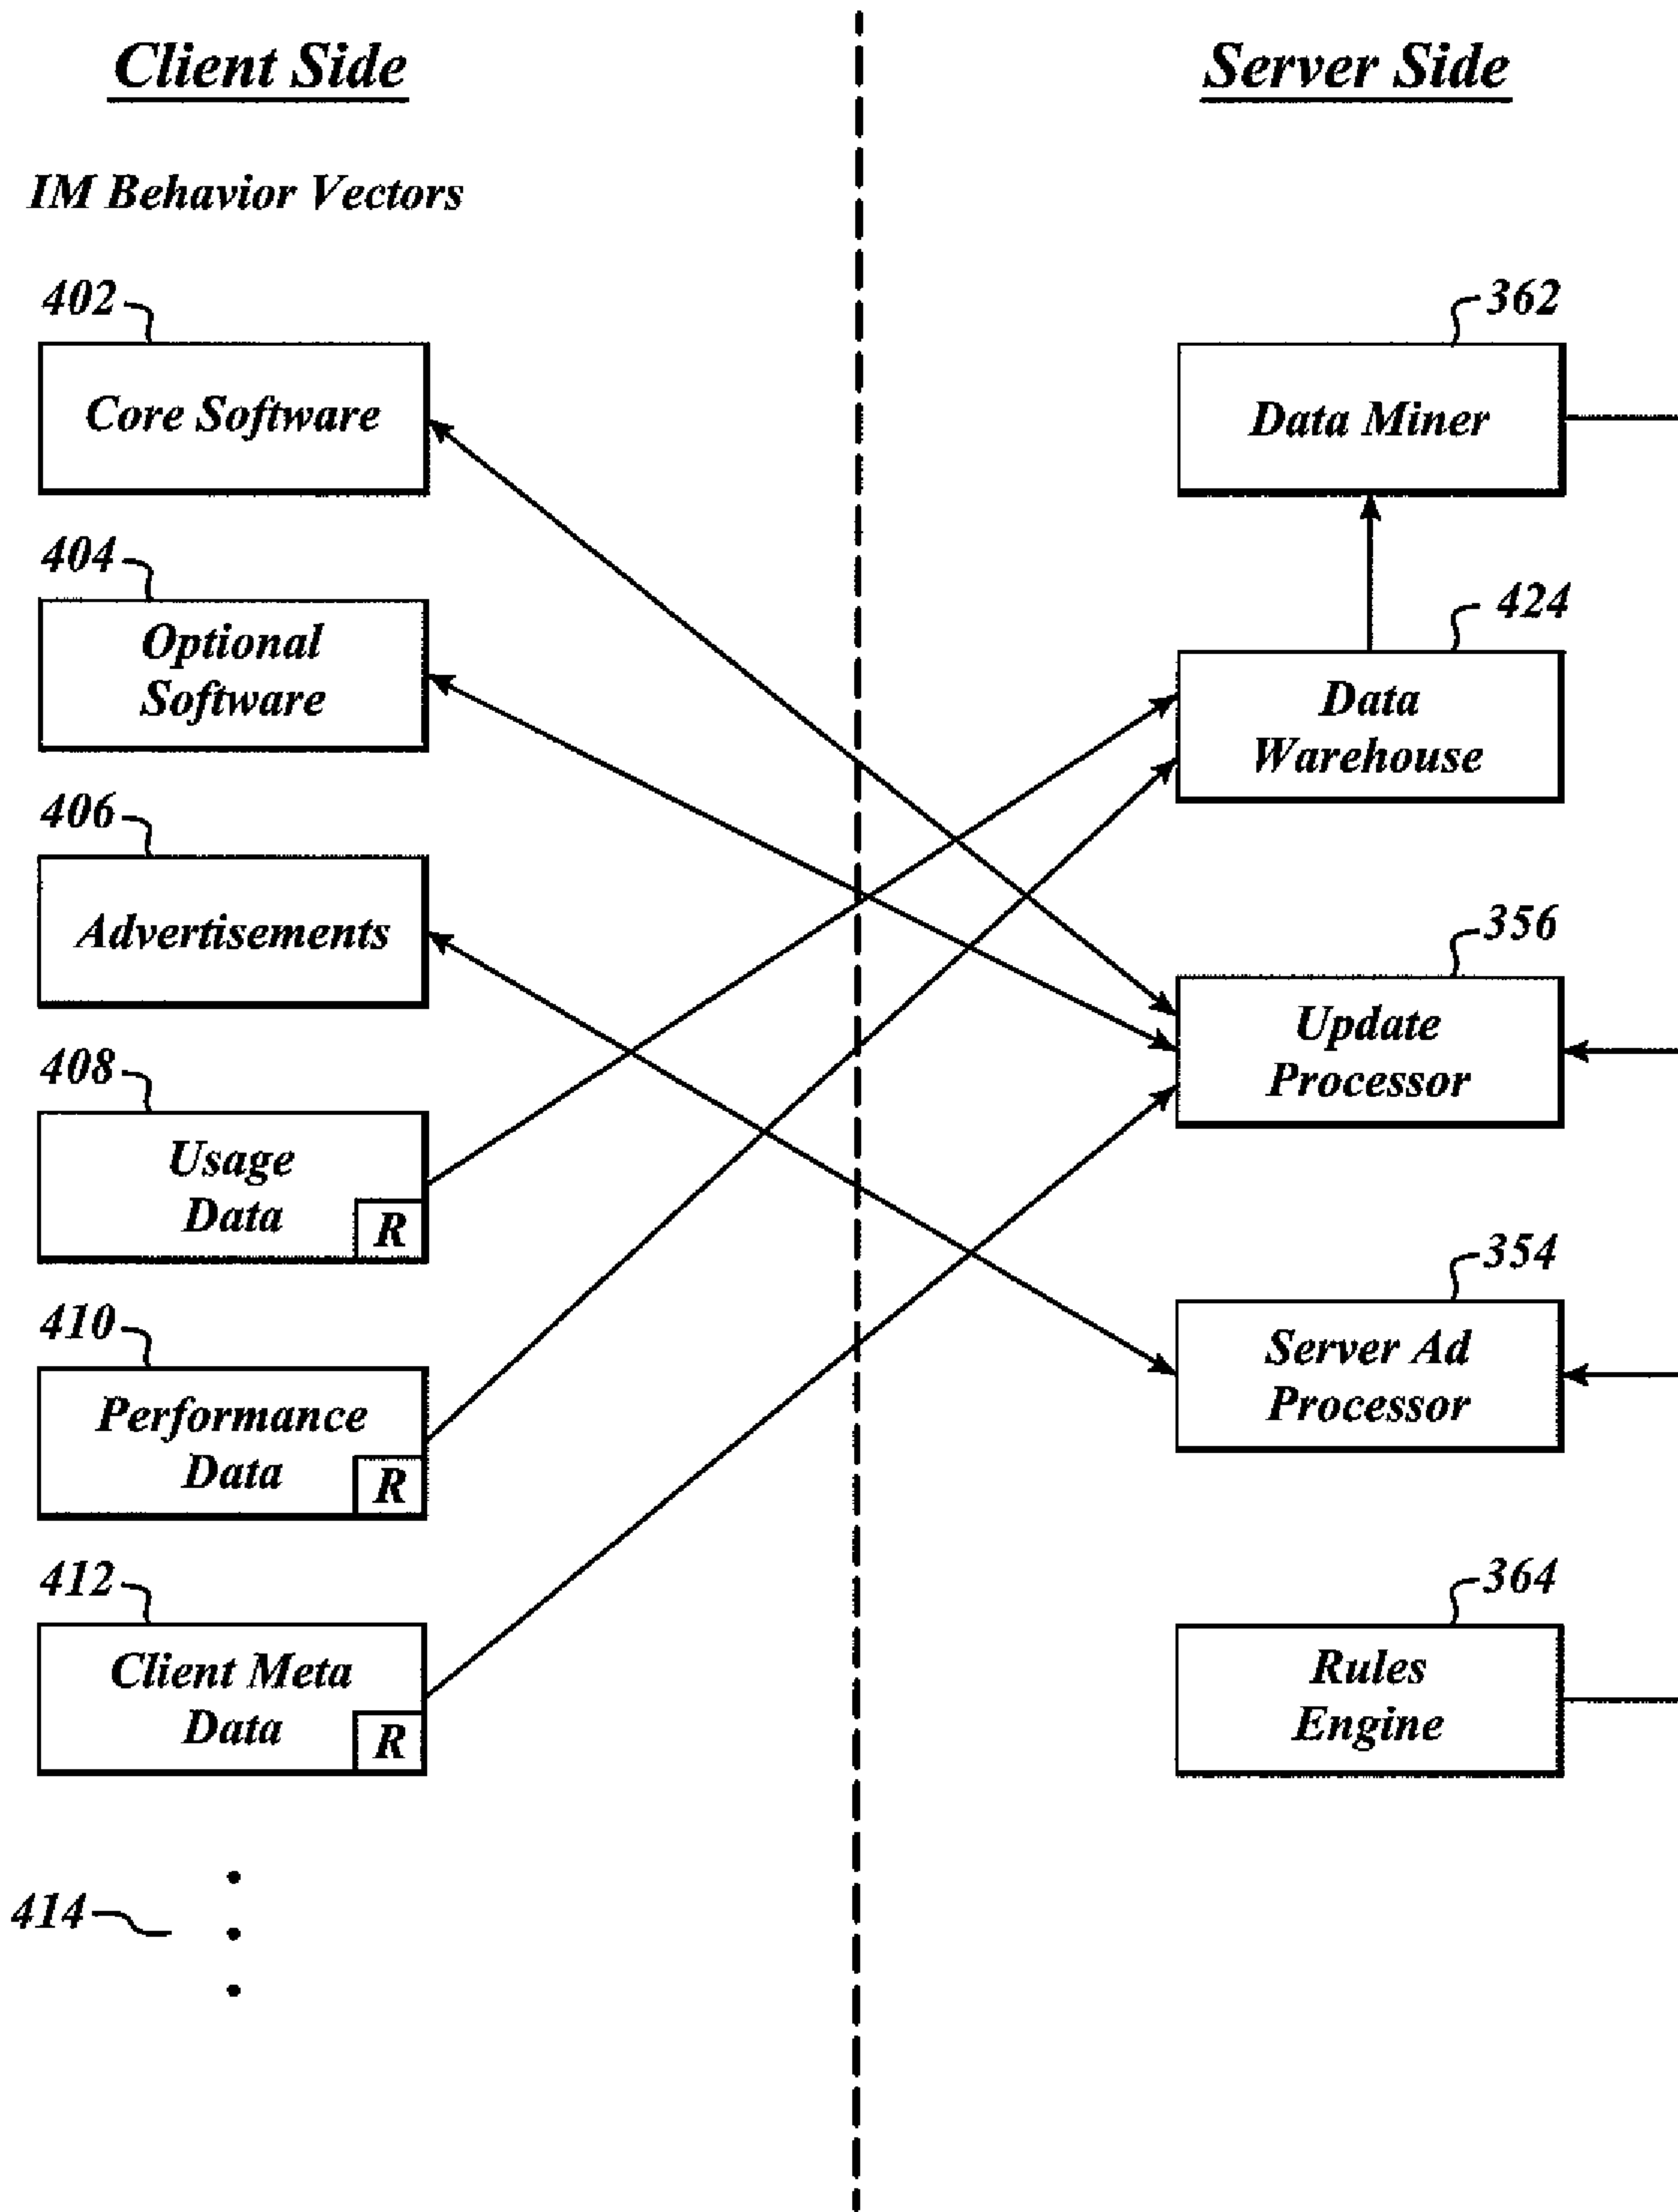 Client Side
IM Behavior Vectors
402
Core Software
404
Optional
Software
406
Advertisements
408
Usage
Data
R
410
Performance
Data
R
412
Client Meta
Data
R
414
Server Side
362
Data Miner
424
Data
Warehouse
356
Update
Processor
354
Server Ad
Processor
364
Rules
Engine